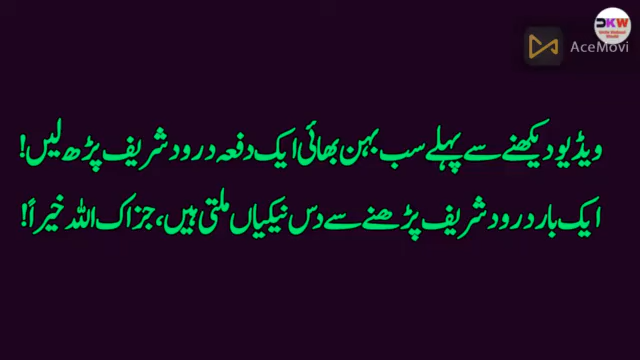 DKW
AceMovi
ویڈیو دیکھنے سے پہلے سب بہن بھائی ایک دفعہ درود شریف پڑھ لیں!
ایک بار درود شریف پڑھنے سے دس نیکیاں ملتی ہیں، جزاک اللہ خیراً!